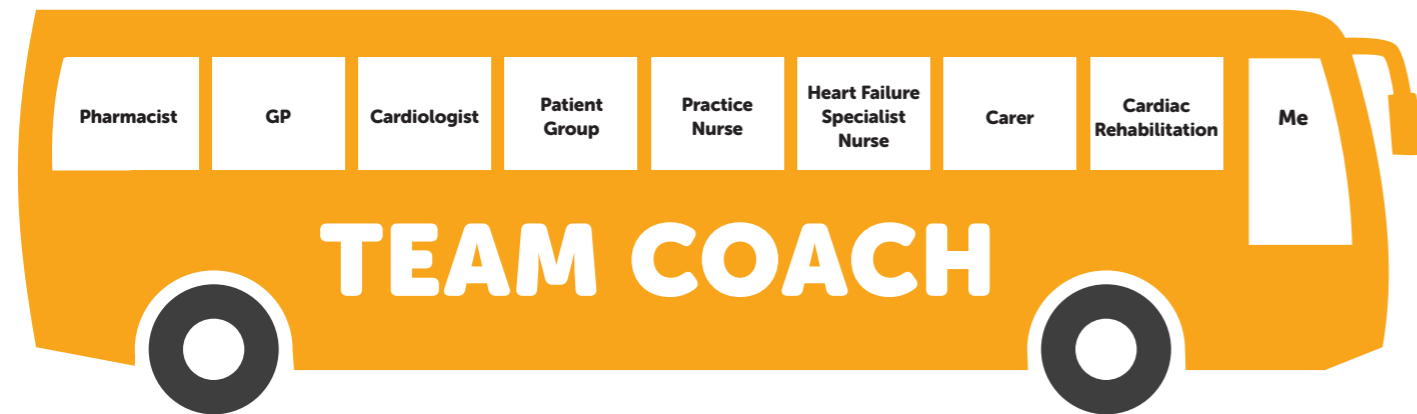 Pharmacist
GP
Cardiologist
Patient
Group
Practice
Nurse
Heart Failure
Specialist
Nurse
Carer
Cardiac
Rehabilitation
Me
TEAM COACH